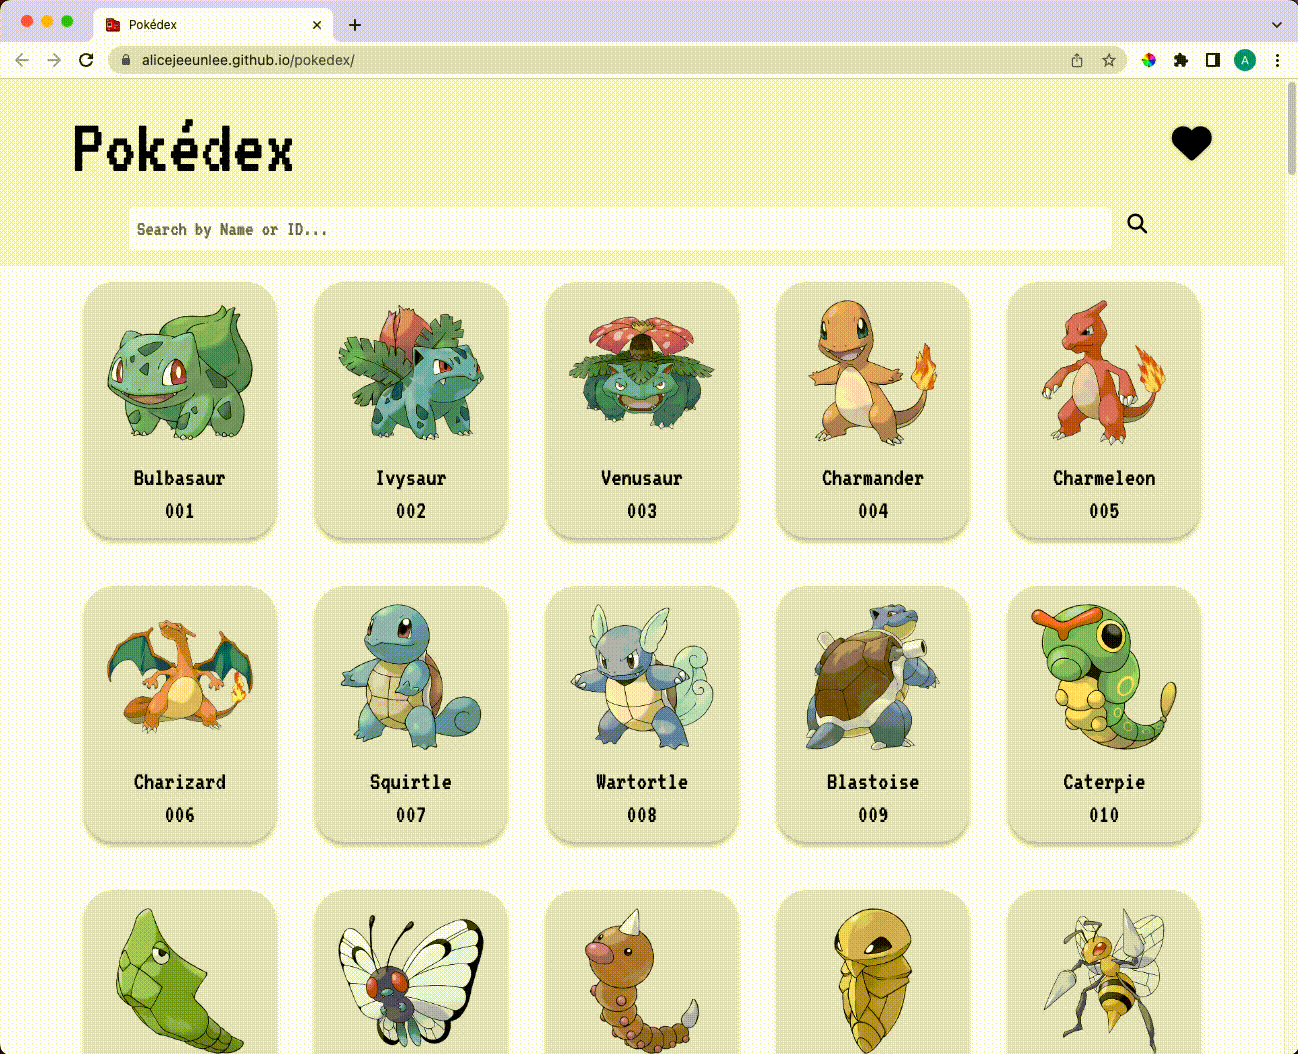 Pokédex
alicejeeunlee.github.io/pokedex/
A
Pokédex
Search by Name or ID...
Bulbasaur
001
Ivysaur
002
Venusaur
003
Charmander
004
Charmeleon
005
Charizard
006
Squirtle
007
Wartortle
008
Blastoise
009
Caterpie
010